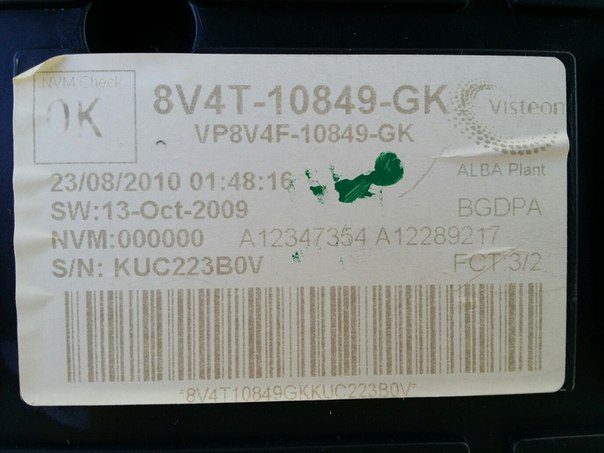 NVM Check
OK
8V4T-10849-GK
VP8V4F-10849-GK
Visteon
ALBA Plant
23/08/2010 01:48:16
SW:13-Oct-2009
BGDPA
NVM:000000 A12347354 A12289217
S/N: KUC223B0V
FCT:3/2
*8V4T10849GKKUC223B0V*